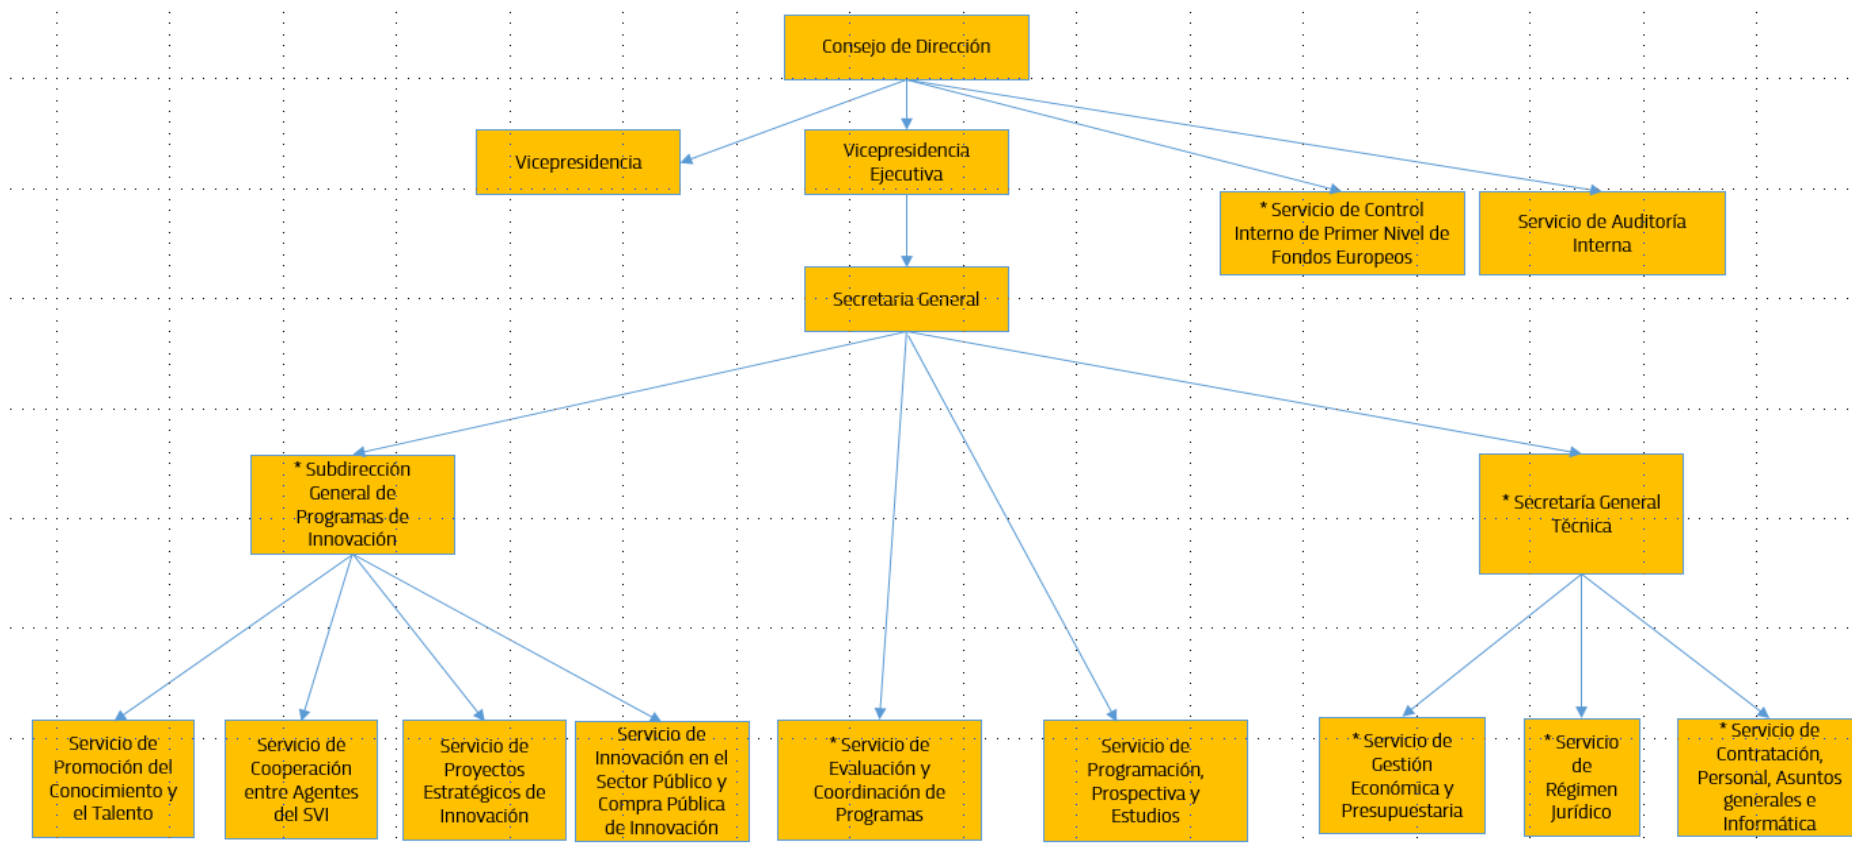 Consejo de Dirección
Vicepresidencia
Vicepresidencia
Ejecutiva
* Servicio de Control
Interno de Primer Nivel de
Fondos Europeos
Servicio de Auditoría
Interna
Secretaría General
* Subdirección
General de
Programas de
Innovación
* Secretaría General
Técnica
Servicio de
Promoción del
Conocimiento y
el Talento
Servicio de
Cooperación
entre Agentes
del SVI
Servicio de
Proyectos
Estratégicos de
Innovación
Servicio de
Innovación en el
Sector Público y
Compra Pública
de Innovación
* Servicio de
Evaluación y
Coordinación de
Programas
Servicio de
Programación,
Prospectiva y
Estudios
* Servicio de
Gestión
Económica y
Presupuestaria
* Servicio
de
Régimen
Jurídico
* Servicio de
Contratación,
Personal, Asuntos
generales e
Informática